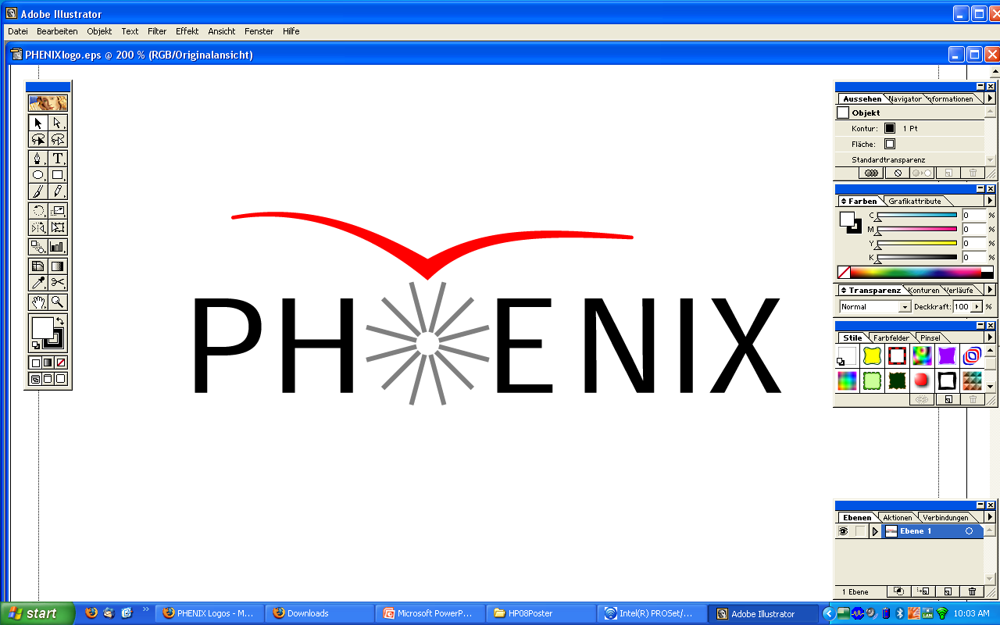 Adobe Illustrator
Datei Bearbeiten Objekt Text Filter Effekt Ansicht Fenster Hilfe
PHENIXlogo.eps @ 200 % (RGB/Originalansicht)
T
Aussehen Navigator Informationen
Objekt
Kontur: 1 Pt
Fläche:
Standardtransparenz
Farben Grafikattribute
C 0 %
M 0 %
Y 0 %
K 0 %
Transparenz Konturen Verläufe
Normal Deckkraft: 100 %
Stile Farbfelder Pinsel
PH ENIX
Ebenen Aktionen Verbindungen
Ebene 1
1 Ebene
start PHENIX Logos - M... Downloads Microsoft PowerP... HP08Poster Intel(R) PROSet/... Adobe Illustrator 10:03 AM